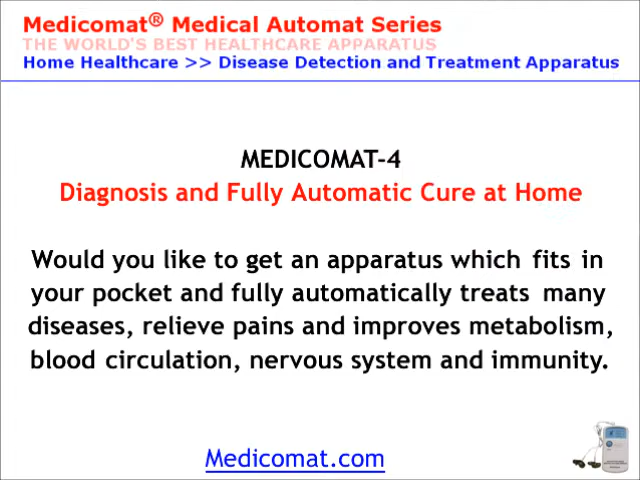 Medicomat® Medical Automat Series
THE WORLD'S BEST HEALTHCARE APPARATUS
Home Healthcare >> Disease Detection and Treatment Apparatus
MEDICOMAT-4
Diagnosis and Fully Automatic Cure at Home
Would you like to get an apparatus which fits in
your pocket and fully automatically treats many
diseases, relieve pains and improves metabolism,
blood circulation, nervous system and immunity.
Medicomat.com